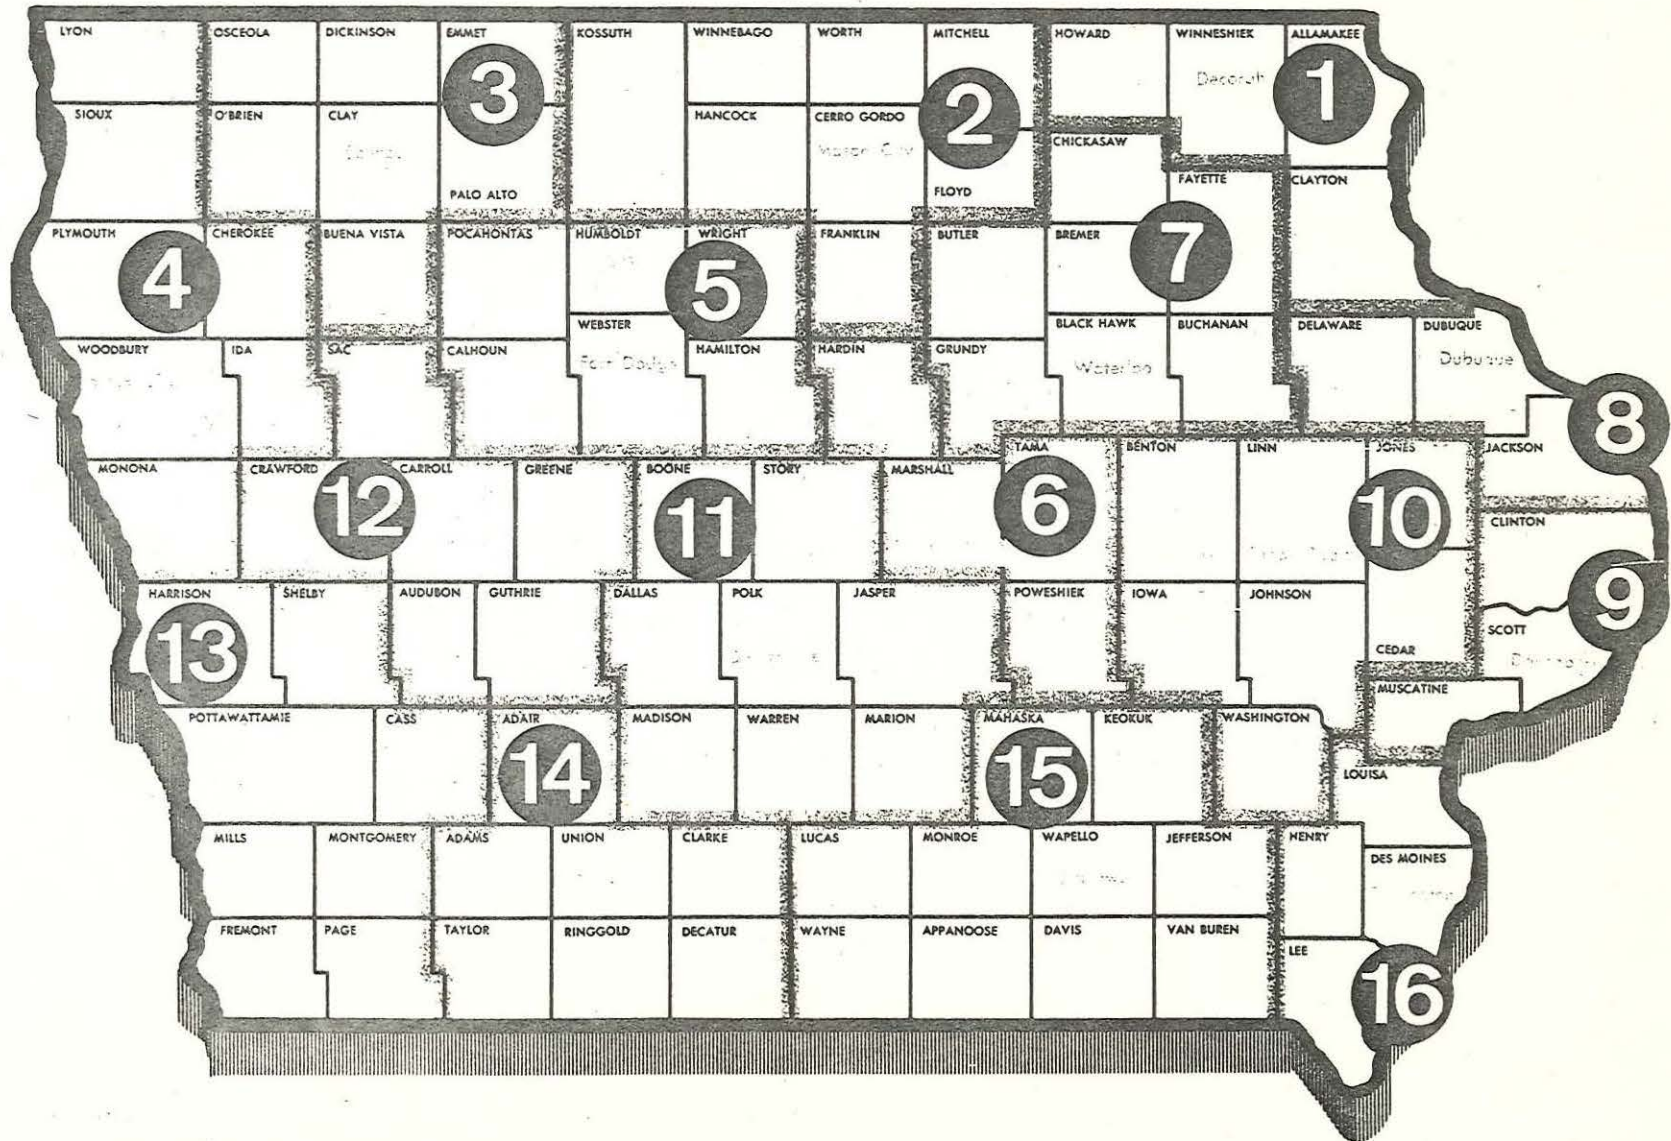 LYON OSCEOLA DICKINSON EMMET KOSSUTH WINNEBAGO WORTH MITCHELL HOWARD WINNESHIEK ALLAMAKEE
Decorah
3 2 1
SIOUX O'BRIEN CLAY HANCOCK CERRO GORDO CHICKASAW
Mason City
PALO ALTO FLOYD FAYETTE CLAYTON
PLYMOUTH CHEROKEE BUENA VISTA POCAHONTAS HUMBOLDT WRIGHT FRANKLIN BUTLER BREMER
4 5 7
WEBSTER BLACK HAWK BUCHANAN DELAWARE DUBUQUE
WOODBURY IDA SAC CALHOUN HAMILTON HARDIN GRUNDY
Fort Dodge Waterloo Dubuque
8
MONONA CRAWFORD CARROLL GREENE BOONE STORY MARSHALL TAMA BENTON LINN JONES JACKSON
12 11 6 10
CLINTON
HARRISON SHELBY AUDUBON GUTHRIE DALLAS POLK JASPER POWESHIEK IOWA JOHNSON
9
SCOTT
13 CEDAR
MUSCATINE
POTTAWATTAMIE CASS ADAIR MADISON WARREN MARION MAHASKA KEOKUK WASHINGTON
14 15
LOUISA
MILLS MONTGOMERY ADAMS UNION CLARKE LUCAS MONROE WAPELLO JEFFERSON HENRY
DES MOINES
FREMONT PAGE TAYLOR RINGGOLD DECATUR WAYNE APPANOOSE DAVIS VAN BUREN
LEE
16